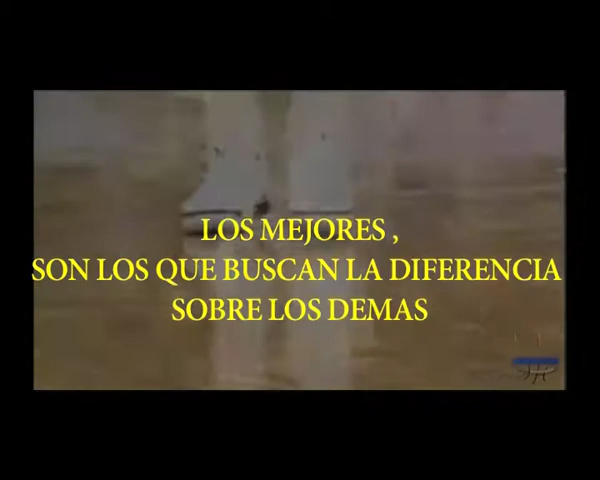 LOS MEJORES ,
SON LOS QUE BUSCAN LA DIFERENCIA
SOBRE LOS DEMAS